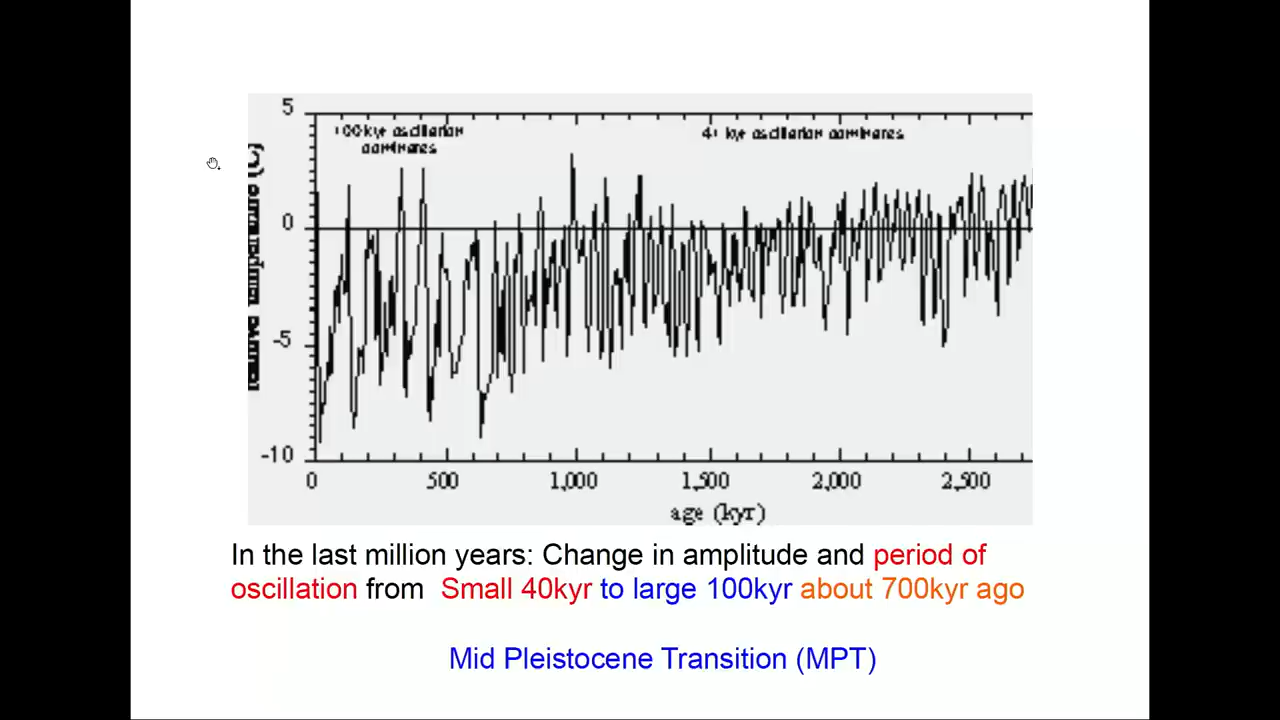 5
100kyr oscillation
dominates
41 kyr oscillation dominates
0
-5
-10
0
500
1,000
1,500
2,000
2,500
age (kyr)
In the last million years: Change in amplitude and period of
oscillation from Small 40kyr to large 100kyr about 700kyr ago
Mid Pleistocene Transition (MPT)